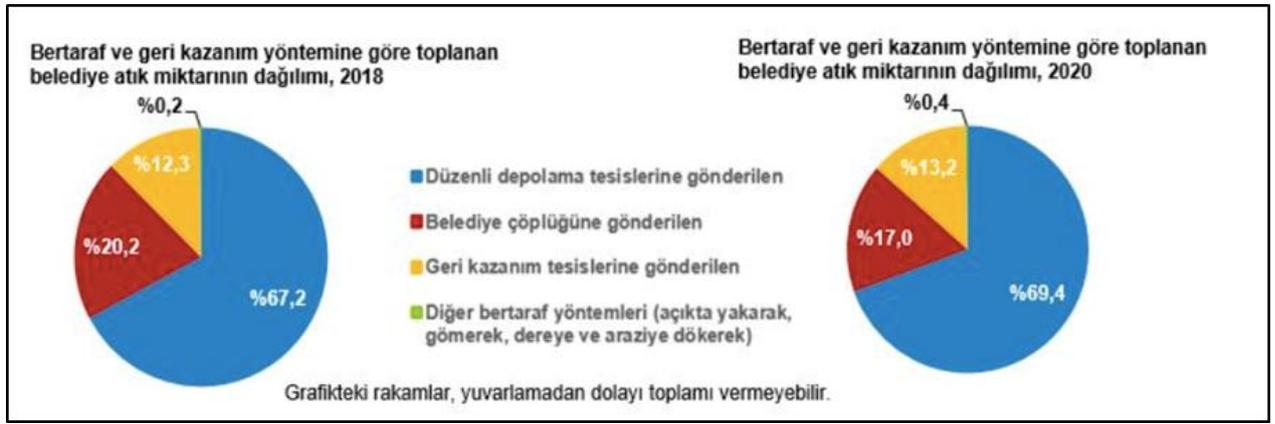 Bertaraf ve geri kazanım yöntemine göre toplanan
belediye atık miktarının dağılımı, 2018
%0,2
%12,3
%20,2
%67,2
Düzenli depolama tesislerine gönderilen
Belediye çöplüğüne gönderilen
Geri kazanım tesislerine gönderilen
Diğer bertaraf yöntemleri (açıkta yakarak,
gömerek, dereye ve araziye dökerek)
Bertaraf ve geri kazanım yöntemine göre toplanan
belediye atık miktarının dağılımı, 2020
%0,4
%13,2
%17,0
%69,4
Grafikteki rakamlar, yuvarlamadan dolayı toplamı vermeyebilir.